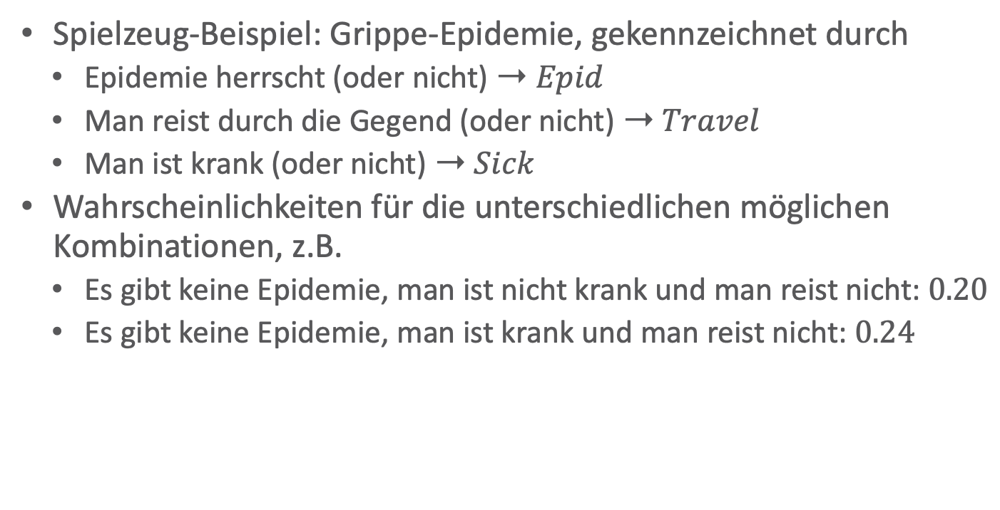 • Spielzeug-Beispiel: Grippe-Epidemie, gekennzeichnet durch
• Epidemie herrscht (oder nicht) → Epid
• Man reist durch die Gegend (oder nicht) → Travel
• Man ist krank (oder nicht) → Sick
• Wahrscheinlichkeiten für die unterschiedlichen möglichen
Kombinationen, z.B.
• Es gibt keine Epidemie, man ist nicht krank und man reist nicht: 0.20
• Es gibt keine Epidemie, man ist krank und man reist nicht: 0.24